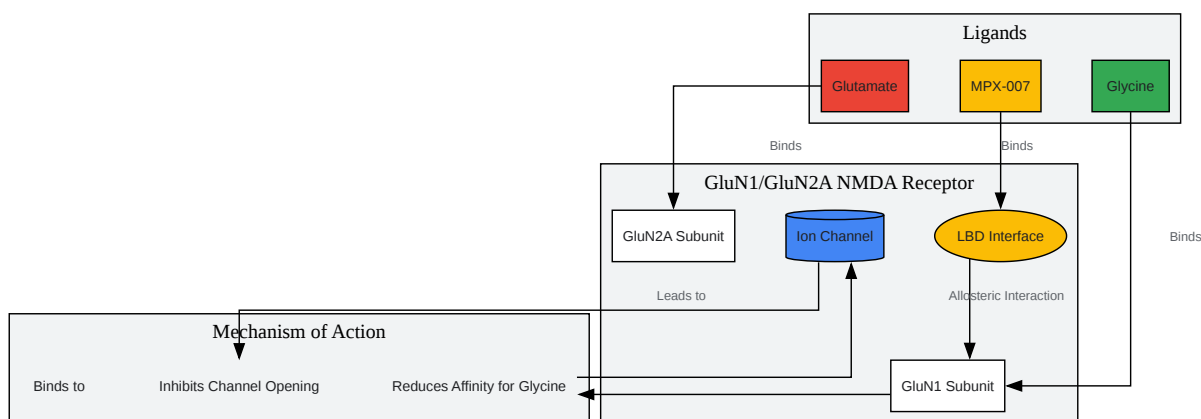 Ligands
Glutamate
MPX-007
Glycine
Binds
Binds
GluN1/GluN2A NMDA Receptor
GluN2A Subunit
Ion Channel
LBD Interface
Binds
Leads to
Allosteric Interaction
Mechanism of Action
Binds to
Inhibits Channel Opening
Reduces Affinity for Glycine
GluN1 Subunit